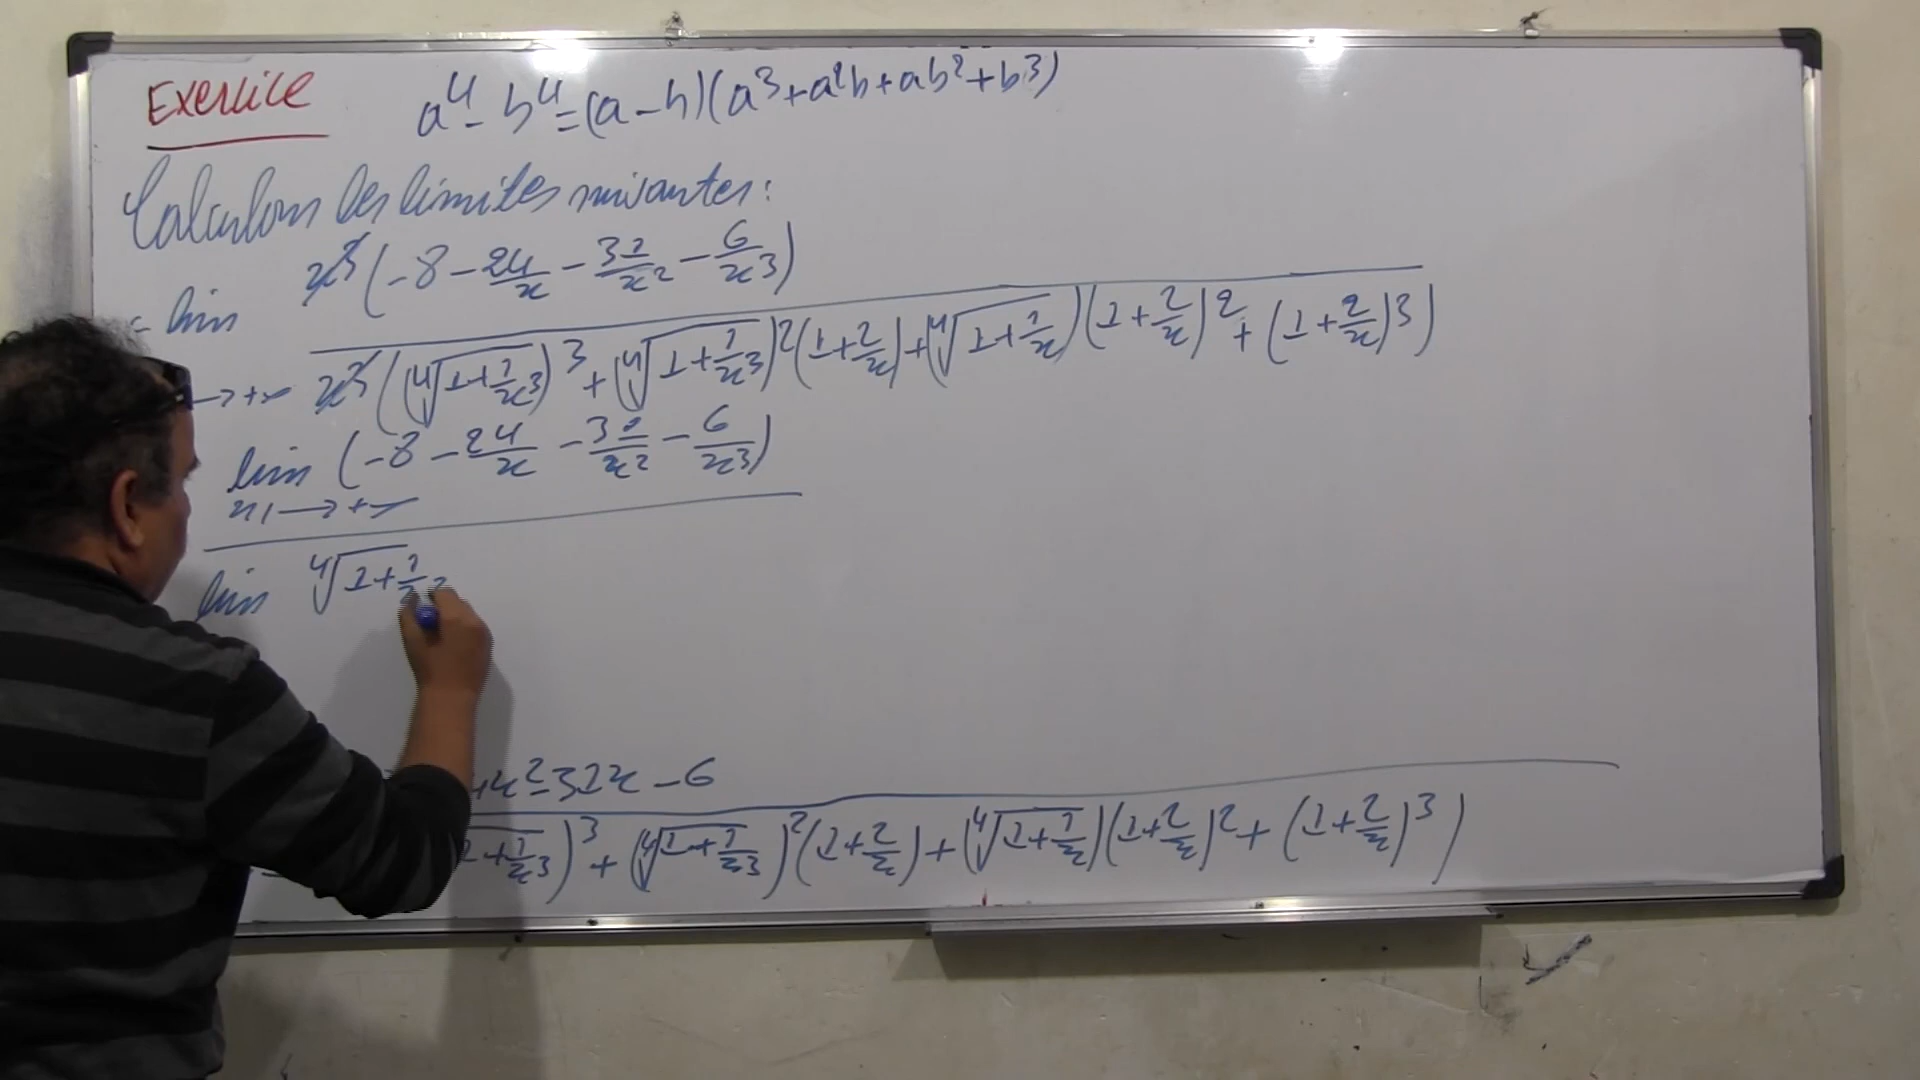 Exercice
a⁴ - b⁴ = (a - b)(a³ + a²b + ab² + b³)
Calculons les limites suivantes :
x³(-8 - 24/x - 32/x² - 6/x³)
= lim
→ +∞ x³((⁴√(1 + 1/x³))³ + (⁴√(1 + 1/x³))²(1 + 2/x) + (⁴√(1 + 1/x))(1 + 2/x)² + (1 + 2/x)³)
lim (-8 - 24/x - 32/x² - 6/x³)
x → +∞
lim ⁴√(1 + 1/x³
x² - 32x - 6
1 + 1/x³)³ + (⁴√(1 + 1/x³))²(1 + 2/x) + (⁴√(1 + 1/x))(1 + 2/x)² + (1 + 2/x)³)